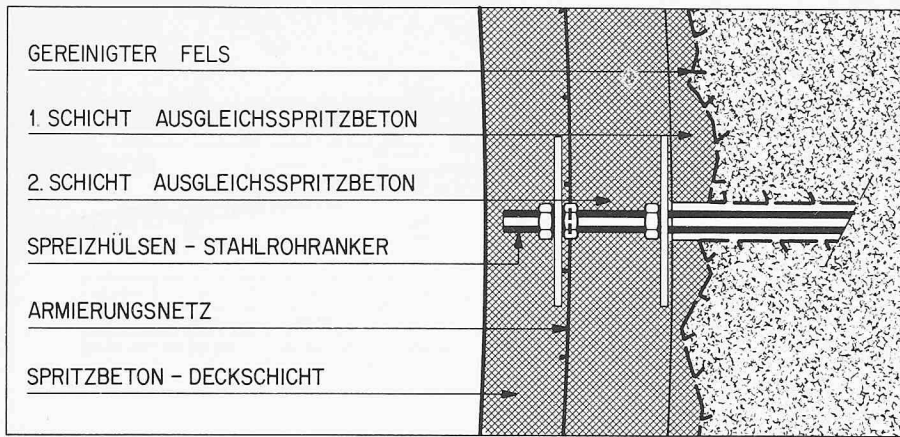 GEREINIGTER FELS
1. SCHICHT AUSGLEICHSSPRITZBETON
2. SCHICHT AUSGLEICHSSPRITZBETON
SPREIZHÜLSEN - STAHLROHRANKER
ARMIERUNGSNETZ
SPRITZBETON - DECKSCHICHT